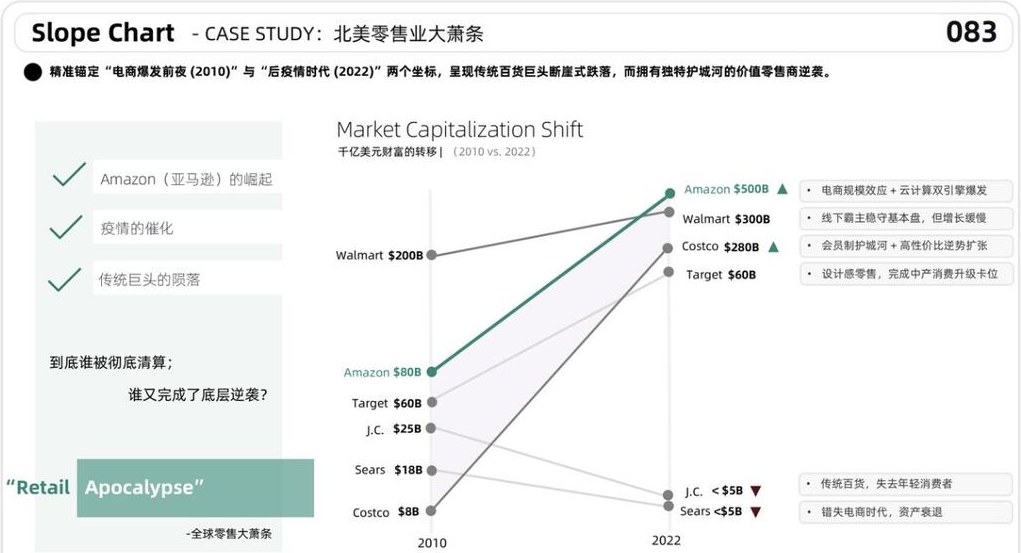 Slope Chart - CASE STUDY：北美零售业大萧条
083
精准锚定“电商爆发前夜 (2010)”与“后疫情时代 (2022)”两个坐标，呈现传统百货巨头断崖式跌落，而拥有独特护城河的价值零售商逆袭。
Amazon（亚马逊）的崛起
疫情的催化
传统巨头的陨落
到底谁被彻底清算；
谁又完成了底层逆袭？
“Retail Apocalypse”
-全球零售大萧条
Market Capitalization Shift
千亿美元财富的转移 |（2010 vs. 2022）
Walmart $200B
Amazon $80B
Target $60B
J.C. $25B
Sears $18B
Costco $8B
2010
Amazon $500B ▲
Walmart $300B
Costco $280B ▲
Target $60B
J.C. < $5B ▼
Sears <$5B ▼
2022
• 电商规模效应 + 云计算双引擎爆发
• 线下霸主稳守基本盘，但增长缓慢
• 会员制护城河 + 高性价比逆势扩张
• 设计感零售，完成中产消费升级卡位
• 传统百货，失去年轻消费者
• 错失电商时代，资产衰退